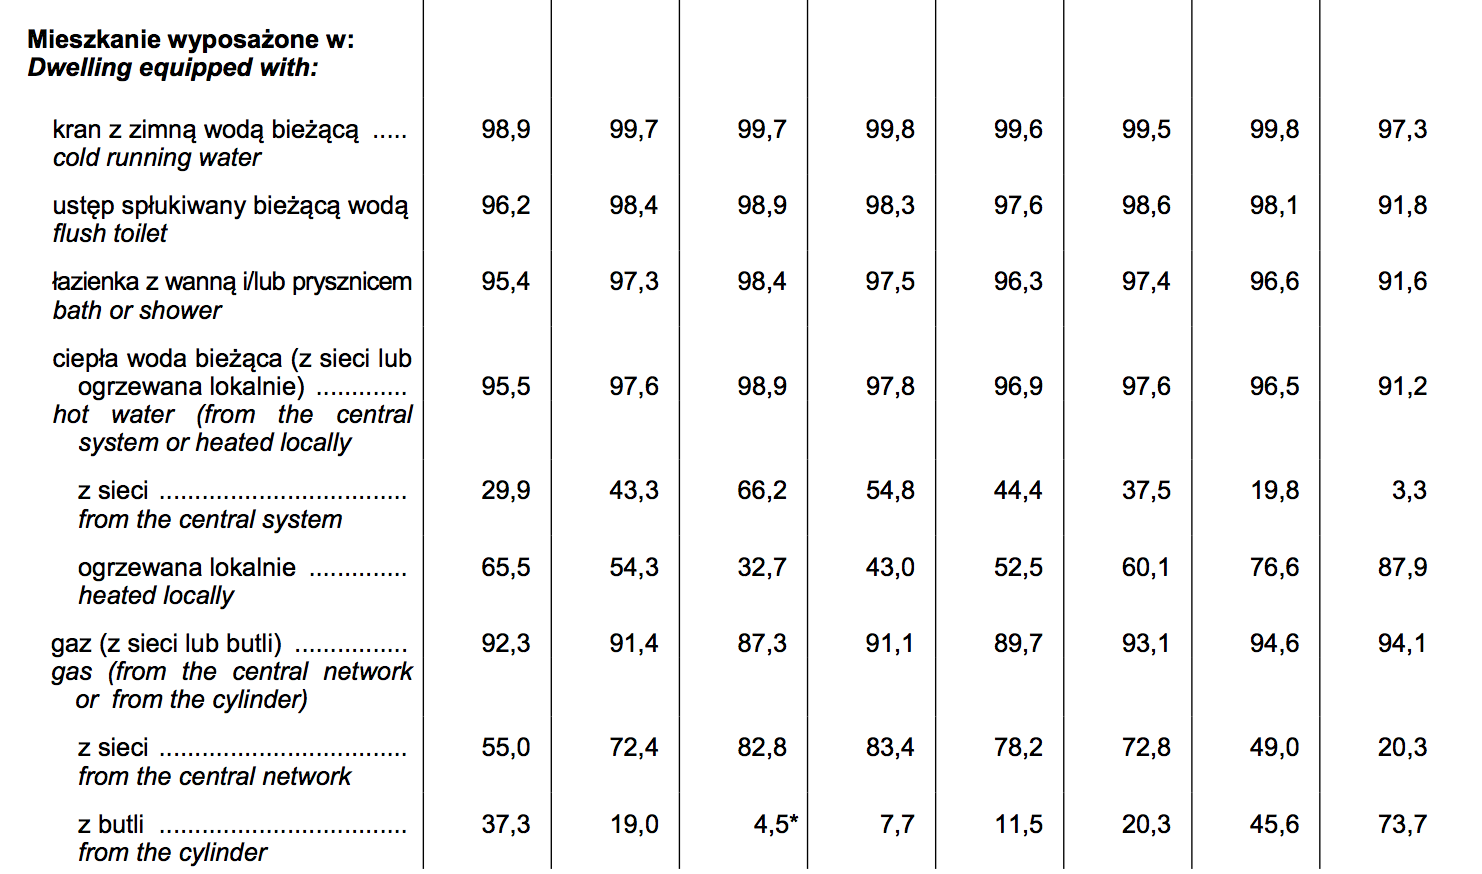 Mieszkanie wyposażone w:
Dwelling equipped with:
kran z zimną wodą bieżącą ..... 98,9 99,7 99,7 99,8 99,6 99,5 99,8 97,3
cold running water
ustęp spłukiwany bieżącą wodą 96,2 98,4 98,9 98,3 97,6 98,6 98,1 91,8
flush toilet
łazienka z wanną i/lub prysznicem 95,4 97,3 98,4 97,5 96,3 97,4 96,6 91,6
bath or shower
ciepła woda bieżąca (z sieci lub
ogrzewana lokalnie) ............. 95,5 97,6 98,9 97,8 96,9 97,6 96,5 91,2
hot water (from the central
system or heated locally
z sieci ................................... 29,9 43,3 66,2 54,8 44,4 37,5 19,8 3,3
from the central system
ogrzewana lokalnie .............. 65,5 54,3 32,7 43,0 52,5 60,1 76,6 87,9
heated locally
gaz (z sieci lub butli) ................ 92,3 91,4 87,3 91,1 89,7 93,1 94,6 94,1
gas (from the central network
or from the cylinder)
z sieci ................................... 55,0 72,4 82,8 83,4 78,2 72,8 49,0 20,3
from the central network
z butli ................................... 37,3 19,0 4,5* 7,7 11,5 20,3 45,6 73,7
from the cylinder